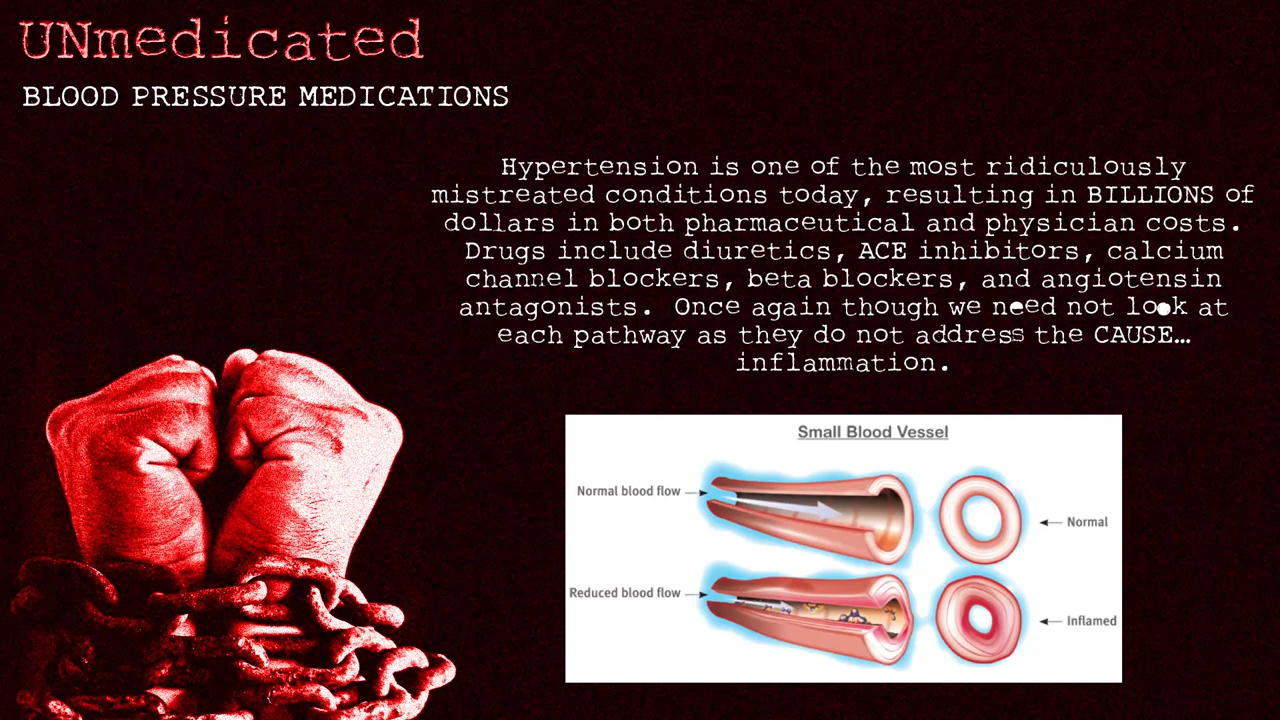 UNmedicated
BLOOD PRESSURE MEDICATIONS
Hypertension is one of the most ridiculously
mistreated conditions today, resulting in BILLIONS of
dollars in both pharmaceutical and physician costs.
Drugs include diuretics, ACE inhibitors, calcium
channel blockers, beta blockers, and angiotensin
antagonists.  Once again though we need not look at
each pathway as they do not address the CAUSE…
inflammation.
Small Blood Vessel
Normal blood flow
Normal
Reduced blood flow
Inflamed